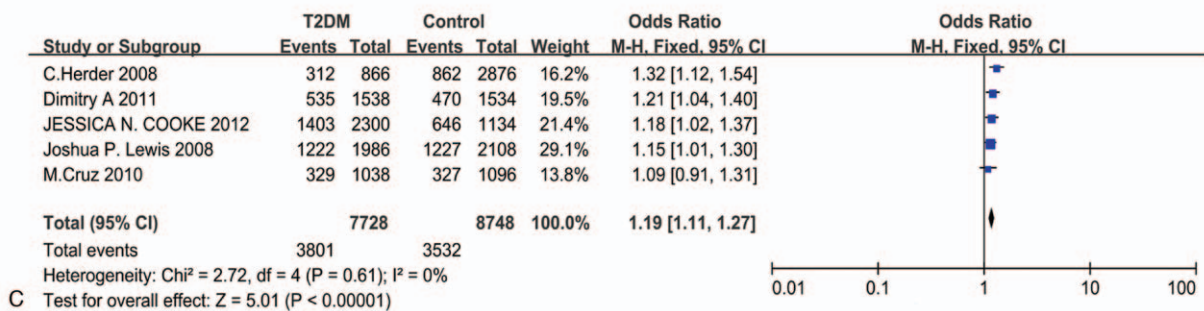 T2DM Control Odds Ratio Odds Ratio
Study or Subgroup Events Total Events Total Weight M-H, Fixed, 95% CI M-H, Fixed, 95% CI
C.Herder 2008 312 866 862 2876 16.2% 1.32 [1.12, 1.54]
Dimitry A 2011 535 1538 470 1534 19.5% 1.21 [1.04, 1.40]
JESSICA N. COOKE 2012 1403 2300 646 1134 21.4% 1.18 [1.02, 1.37]
Joshua P. Lewis 2008 1222 1986 1227 2108 29.1% 1.15 [1.01, 1.30]
M.Cruz 2010 329 1038 327 1096 13.8% 1.09 [0.91, 1.31]
Total (95% CI) 7728 8748 100.0% 1.19 [1.11, 1.27]
Total events 3801 3532
Heterogeneity: Chi² = 2.72, df = 4 (P = 0.61); I² = 0%
0.01 0.1 1 10 100
C Test for overall effect: Z = 5.01 (P < 0.00001)